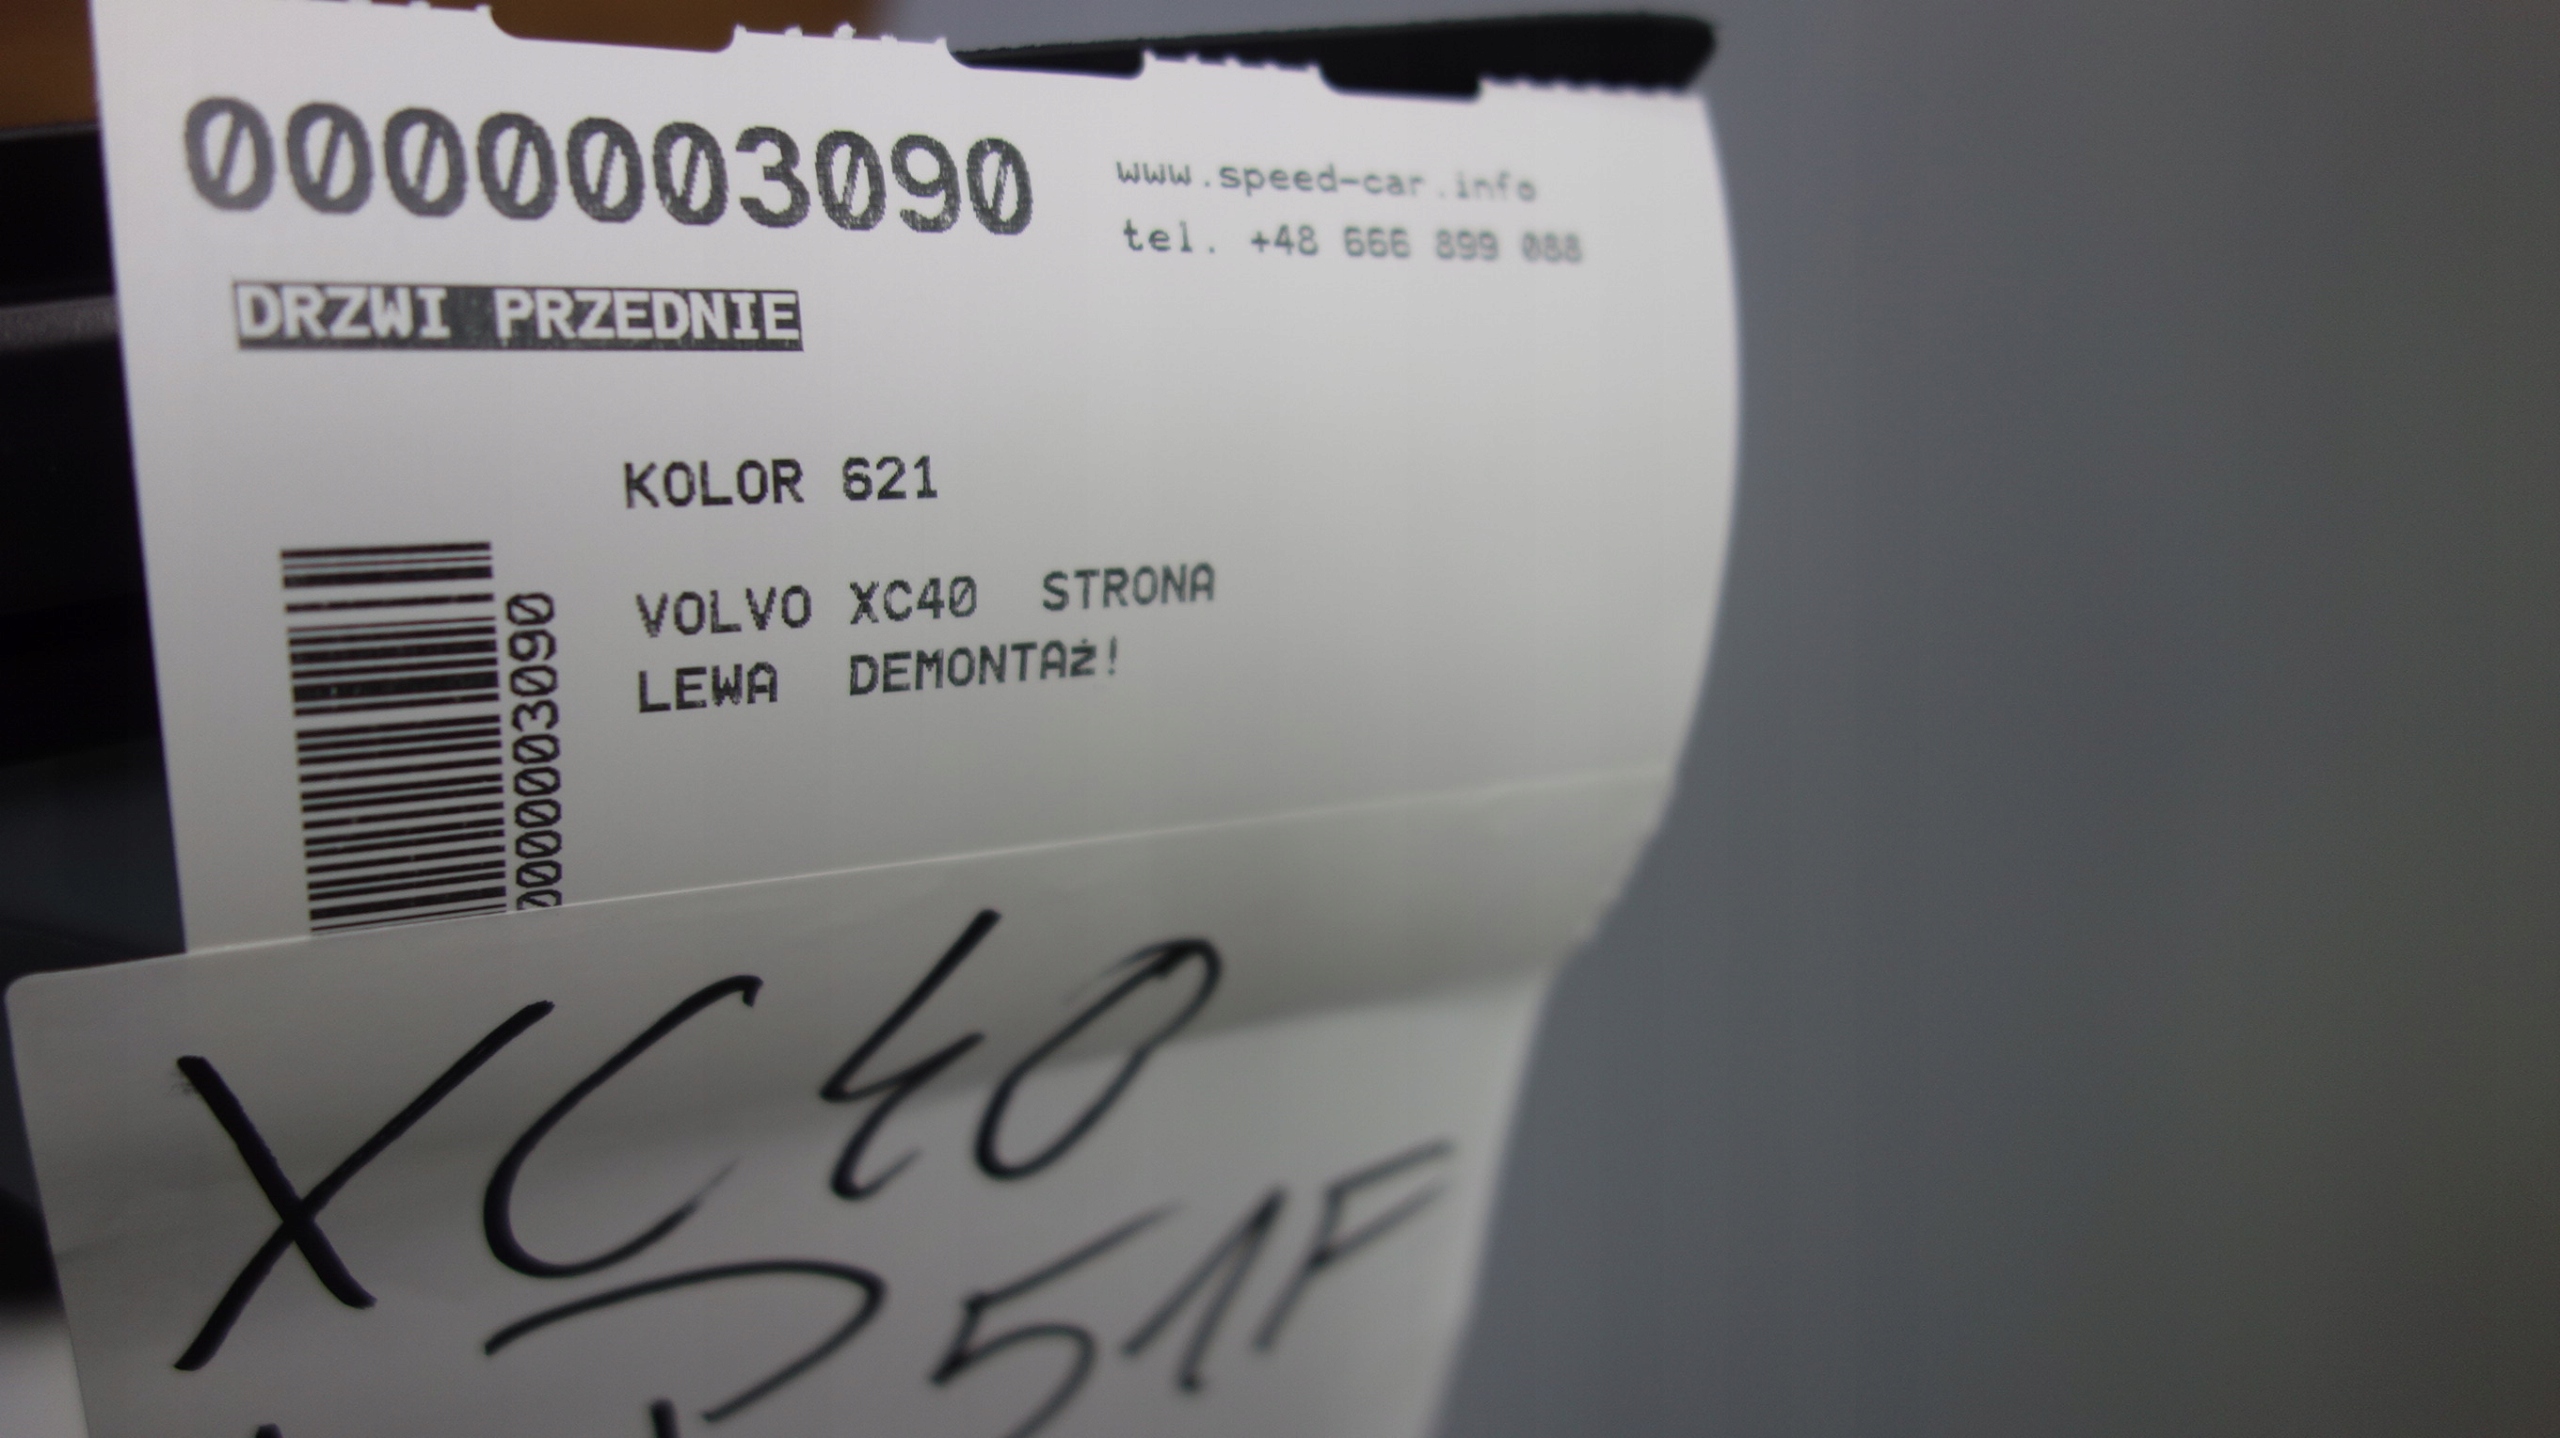 0000003090
www.speed-car.info
tel. +48 666 899 088
DRZWI PRZEDNIE
KOLOR 621
VOLVO XC40 STRONA
LEWA DEMONTAż!
0000003090
XC40
51F